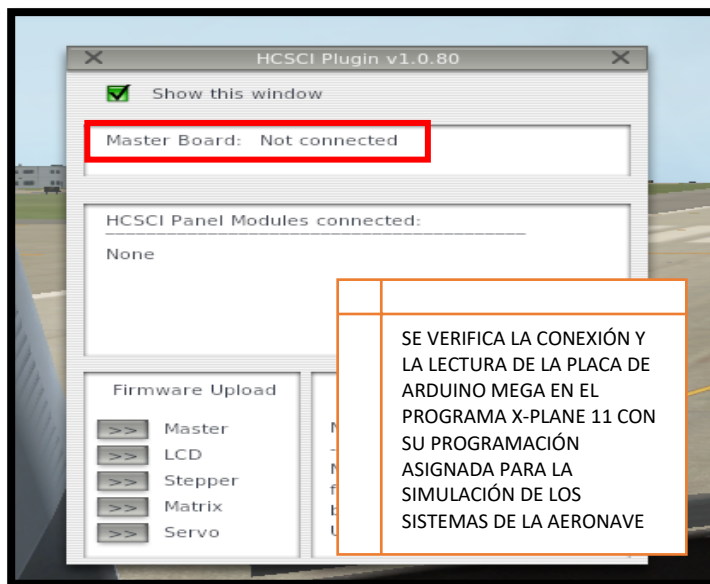 HCSCI Plugin v1.0.80
Show this window
Master Board: Not connected
HCSCI Panel Modules connected:
None
Firmware Upload
>> Master
>> LCD
>> Stepper
>> Matrix
>> Servo
SE VERIFICA LA CONEXIÓN Y
LA LECTURA DE LA PLACA DE
ARDUINO MEGA EN EL
PROGRAMA X-PLANE 11 CON
SU PROGRAMACIÓN
ASIGNADA PARA LA
SIMULACIÓN DE LOS
SISTEMAS DE LA AERONAVE